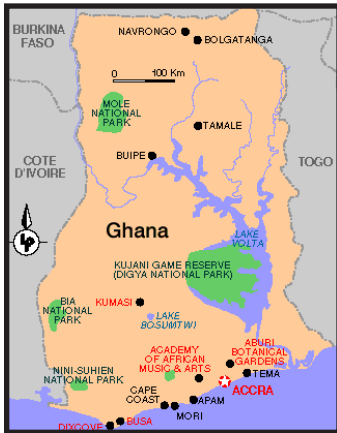 BURKINA
FASO
NAVRONGO
BOLGATANGA
0 100 Km
MOLE
NATIONAL
PARK
TAMALE
BUIPE
COTE
D'IVOIRE
TOGO
LP
Ghana
LAKE
VOLTA
KUJANI GAME RESERVE
(DIGYA NATIONAL PARK)
BIA
NATIONAL
PARK
KUMASI
LAKE
BOSUMTWI
ACADEMY
OF AFRICAN
MUSIC & ARTS
ABURI
BOTANICAL
GARDENS
NINI-SUHIEN
NATIONAL PARK
TEMA
ACCRA
CAPE
COAST
APAM
MORI
BUSA
DIXCOVE